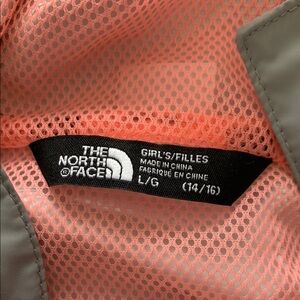 THE
NORTH
FACE
GIRL'S/FILLES
MADE IN CHINA
FABRIQUÉ EN CHINE
L/G (14/16)